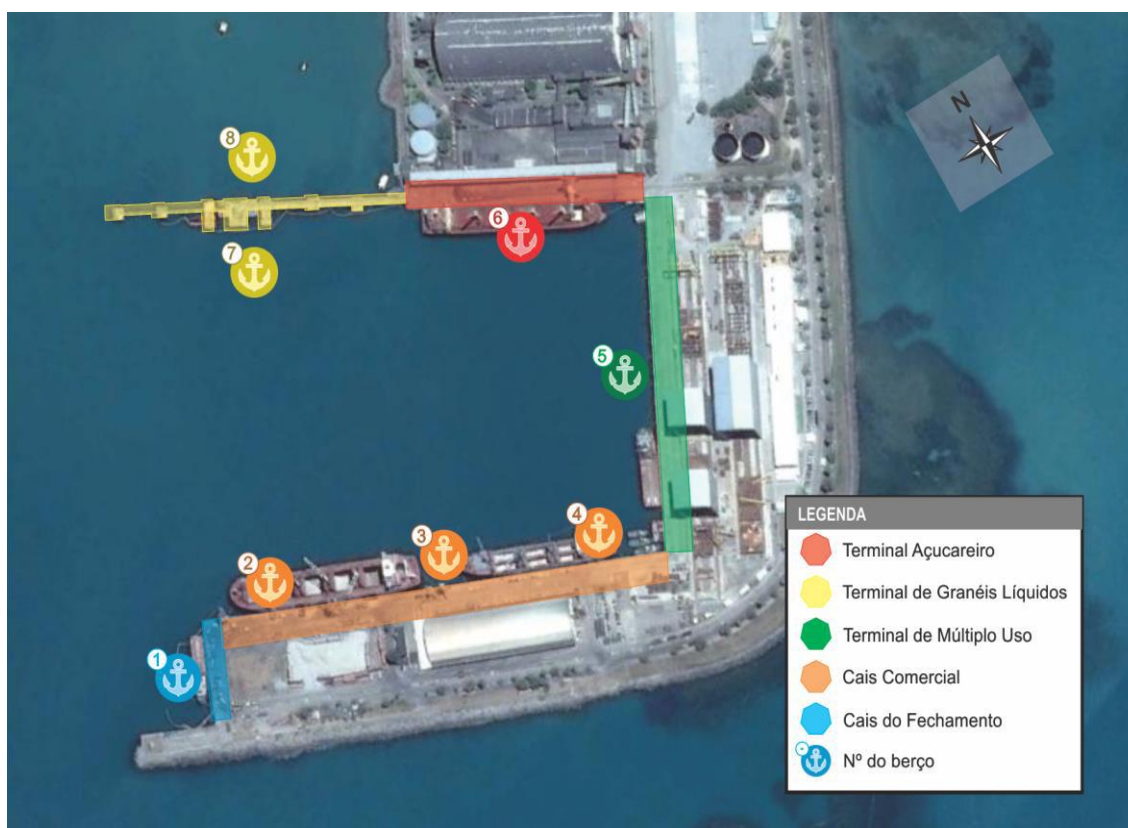 N
8
7
6
5
4
3
2
1
LEGENDA
Terminal Açucareiro
Terminal de Granéis Líquidos
Terminal de Múltiplo Uso
Cais Comercial
Cais do Fechamento
Nº do berço